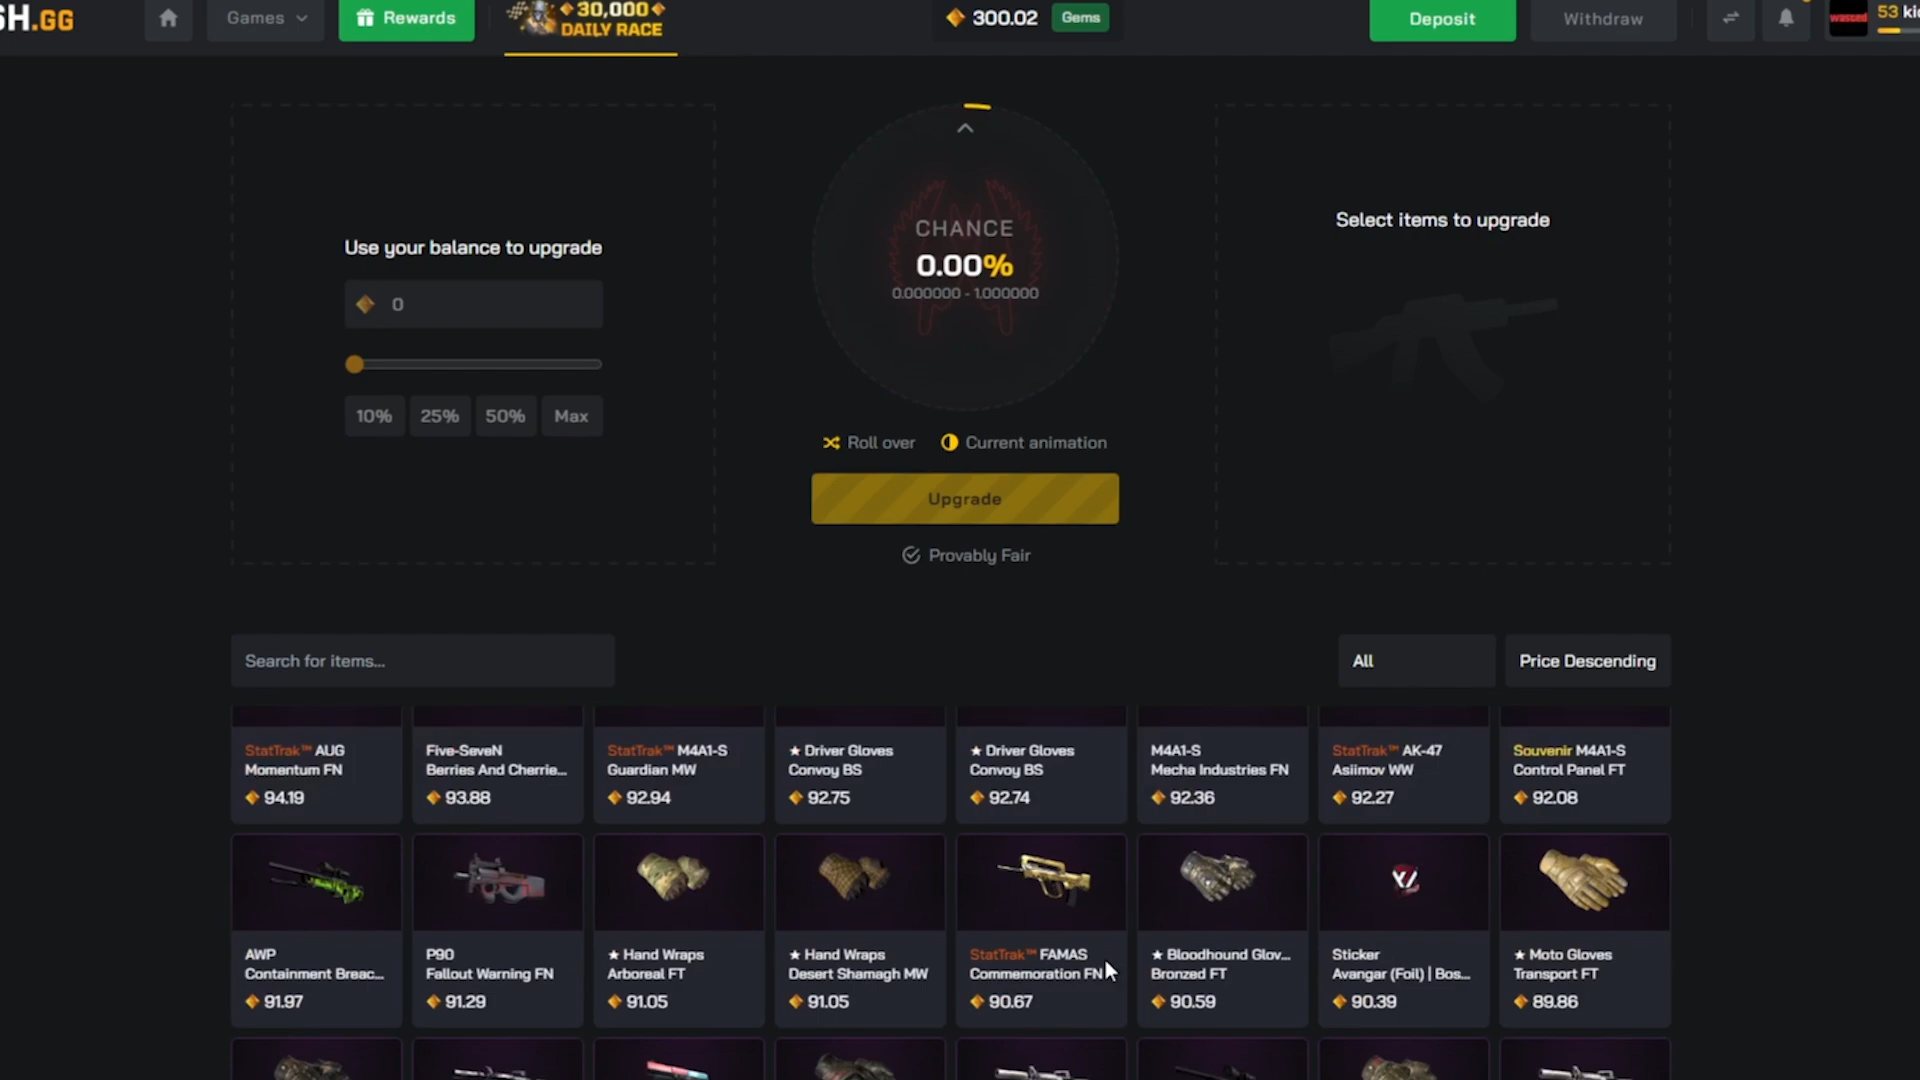 SH.GG
Games
Rewards
30,000
DAILY RACE
300.02
Gems
Deposit
Withdraw
wasted
53
Use your balance to upgrade
0
10%
25%
50%
Max
CHANCE
0.00%
0.000000 - 1.000000
Roll over
Current animation
Upgrade
Provably Fair
Select items to upgrade
Search for items...
All
Price Descending
StatTrak™ AUG
Momentum FN
94.19
Five-SeveN
Berries And Cherrie...
93.88
StatTrak™ M4A1-S
Guardian MW
92.94
★ Driver Gloves
Convoy BS
92.75
★ Driver Gloves
Convoy BS
92.74
M4A1-S
Mecha Industries FN
92.36
StatTrak™ AK-47
Asiimov WW
92.27
Souvenir M4A1-S
Control Panel FT
92.08
AWP
Containment Breac...
91.97
P90
Fallout Warning FN
91.29
★ Hand Wraps
Arboreal FT
91.05
★ Hand Wraps
Desert Shamagh MW
91.05
StatTrak™ FAMAS
Commemoration FN
90.67
★ Bloodhound Glov...
Bronzed FT
90.59
Sticker
Avangar (Foil) | Bos...
90.39
★ Moto Gloves
Transport FT
89.86